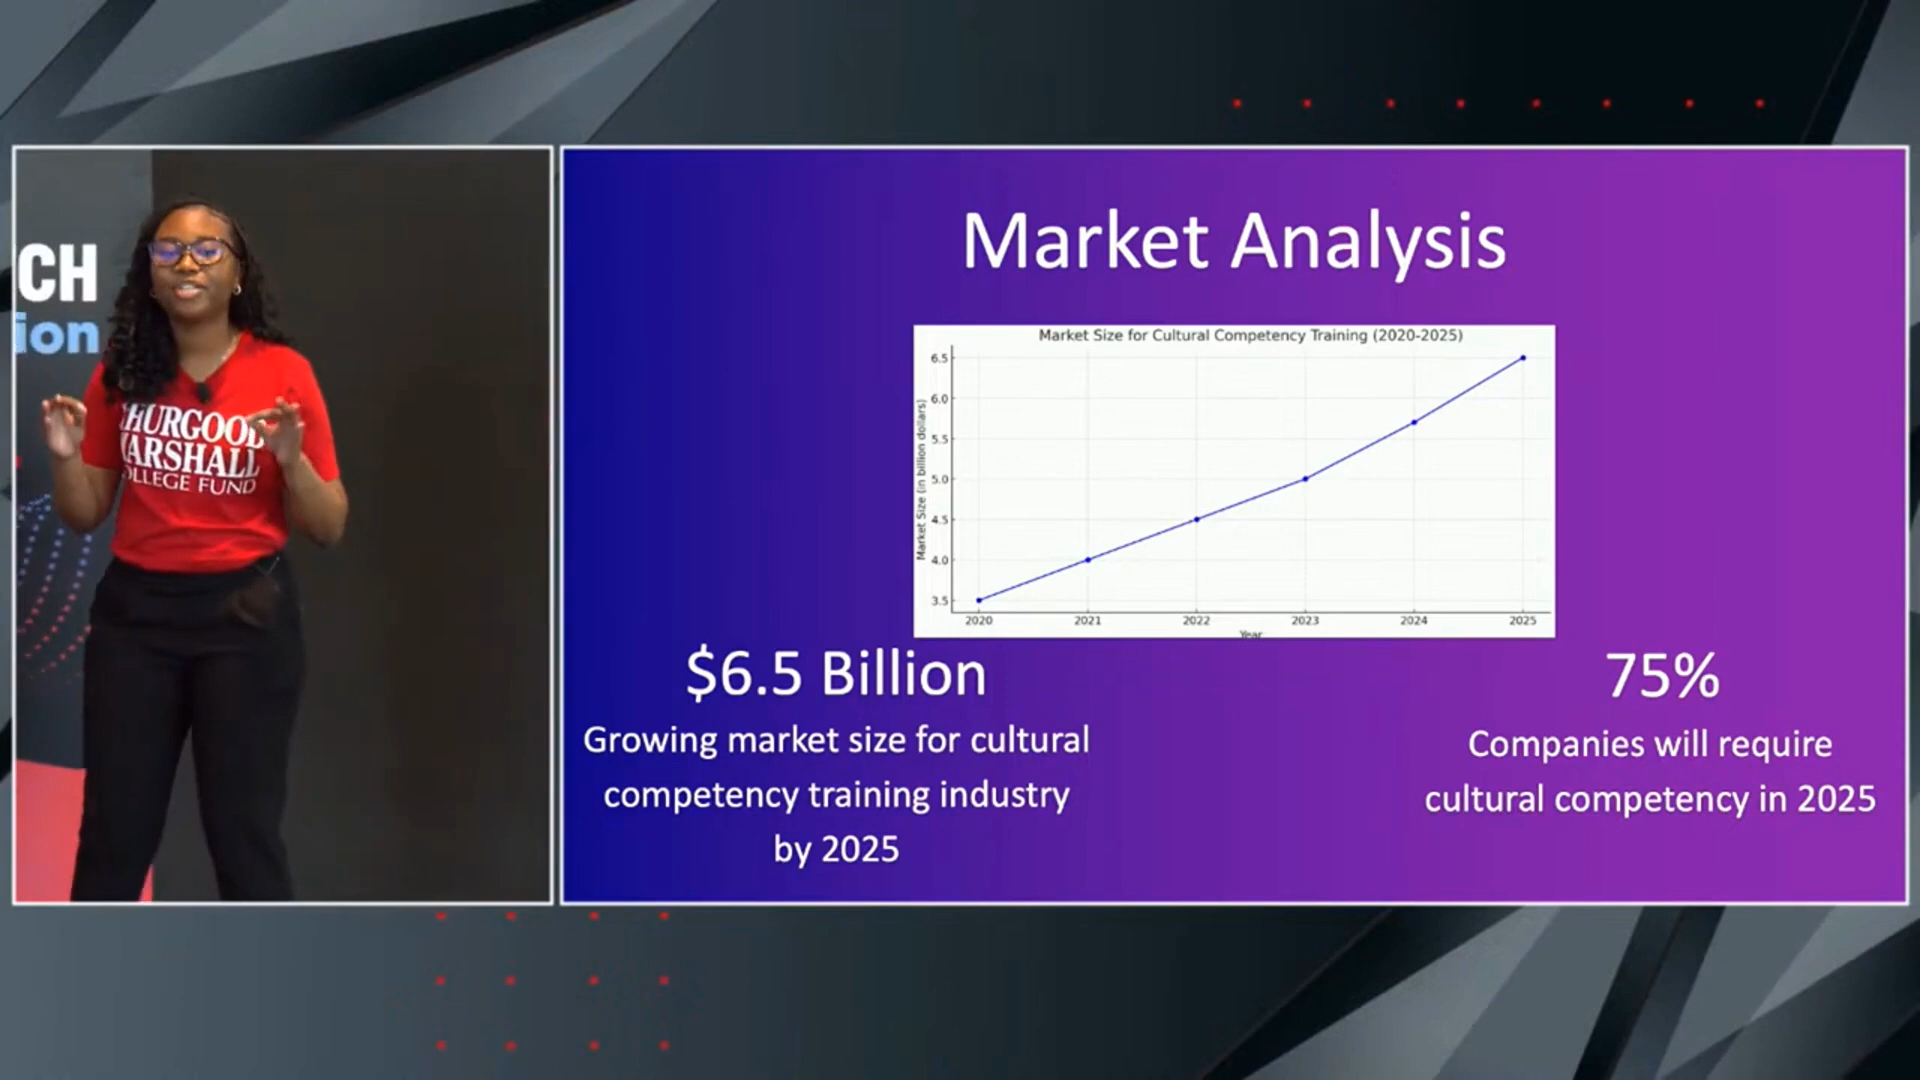 CH
ion
HURGOOD
MARSHALL
OLLEGE FUND
Market Analysis
Market Size for Cultural Competency Training (2020-2025)
Market Size (in billion dollars)
6.5
6.0
5.5
5.0
4.5
4.0
3.5
2020 2021 2022 2023 2024 2025
Year
$6.5 Billion
Growing market size for cultural
competency training industry
by 2025
75%
Companies will require
cultural competency in 2025